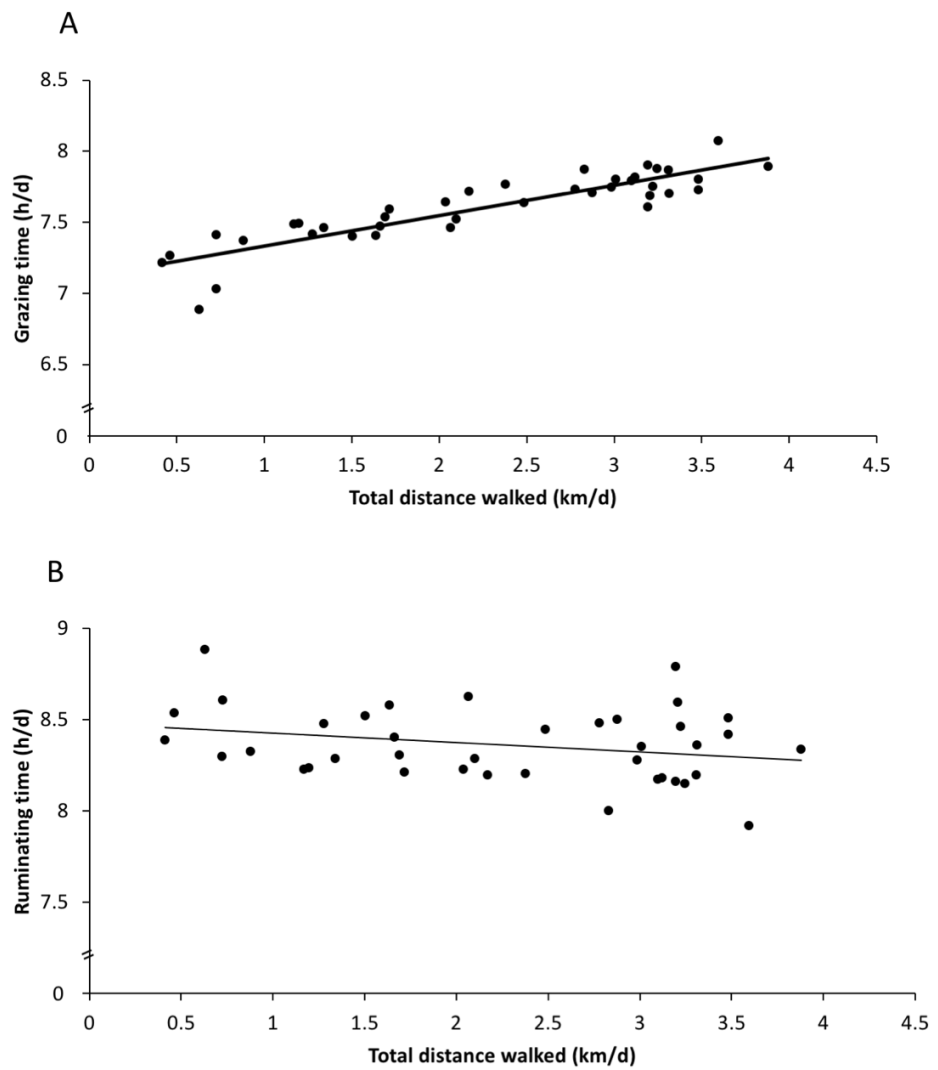 A
8.5
8
7.5
7
6.5
0
Grazing time (h/d)
0 0.5 1 1.5 2 2.5 3 3.5 4 4.5
Total distance walked (km/d)
B
9
8.5
8
7.5
0
Ruminating time (h/d)
0 0.5 1 1.5 2 2.5 3 3.5 4 4.5
Total distance walked (km/d)